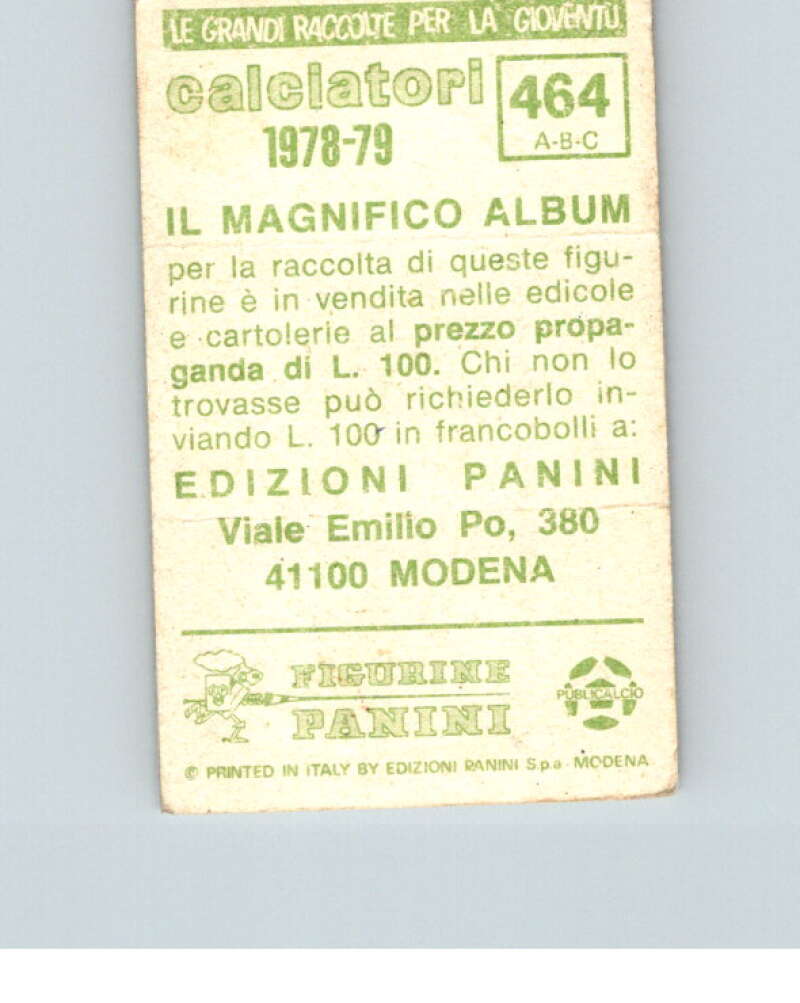 LE GRANDI RACCOLTE PER LA GIOVENTÙ
calciatori
1978-79
464
A-B-C
IL MAGNIFICO ALBUM
per la raccolta di queste figu-
rine è in vendita nelle edicole
e cartolerie al prezzo propa-
ganda di L. 100. Chi non lo
trovasse può richiederlo in-
viando L. 100 in francobolli a:
EDIZIONI PANINI
Viale Emilio Po, 380
41100 MODENA
FIGURINE
PANINI
PUBLICALCIO
© PRINTED IN ITALY BY EDIZIONI PANINI S.p.a. MODENA